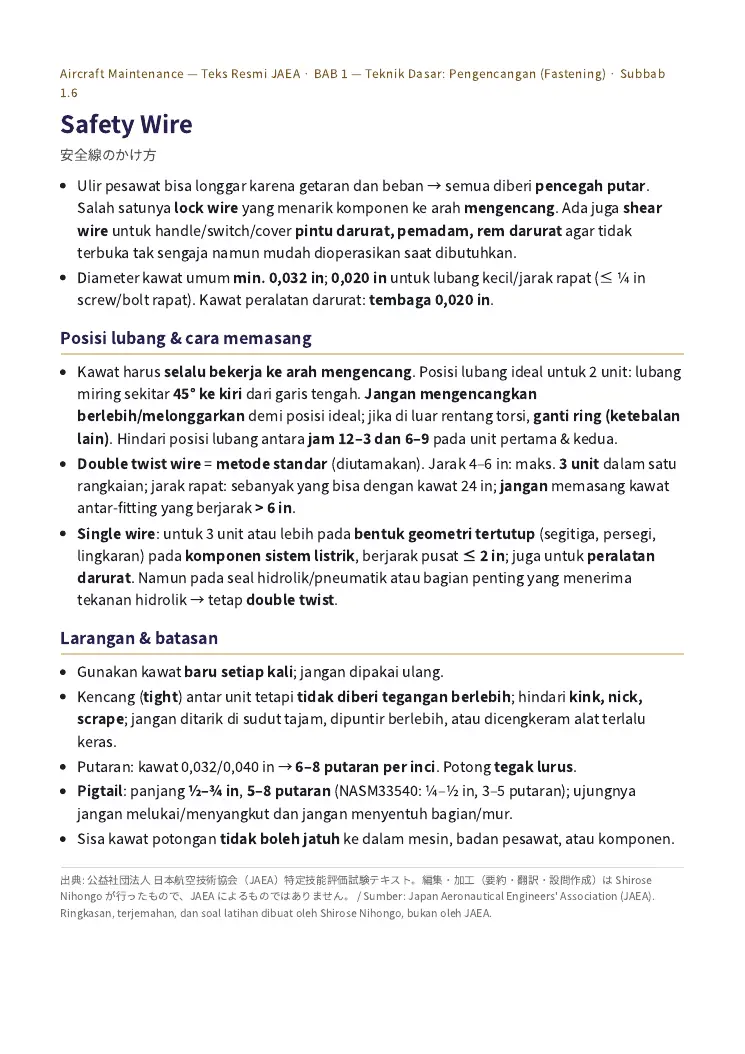 Aircraft Maintenance — Teks Resmi JAEA · BAB 1 — Teknik Dasar: Pengencangan (Fastening) · Subbab
1.6
Safety Wire
安全線のかけ方
• Ulir pesawat bisa longgar karena getaran dan beban → semua diberi pencegah putar.
Salah satunya lock wire yang menarik komponen ke arah mengencang. Ada juga shear
wire untuk handle/switch/cover pintu darurat, pemadam, rem darurat agar tidak
terbuka tak sengaja namun mudah dioperasikan saat dibutuhkan.
• Diameter kawat umum min. 0,032 in; 0,020 in untuk lubang kecil/jarak rapat (≤ ¼ in
screw/bolt rapat). Kawat peralatan darurat: tembaga 0,020 in.
Posisi lubang & cara memasang
• Kawat harus selalu bekerja ke arah mengencang. Posisi lubang ideal untuk 2 unit: lubang
miring sekitar 45° ke kiri dari garis tengah. Jangan mengencangkan
berlebih/melonggarkan demi posisi ideal; jika di luar rentang torsi, ganti ring (ketebalan
lain). Hindari posisi lubang antara jam 12–3 dan 6–9 pada unit pertama & kedua.
• Double twist wire = metode standar (diutamakan). Jarak 4–6 in: maks. 3 unit dalam satu
rangkaian; jarak rapat: sebanyak yang bisa dengan kawat 24 in; jangan memasang kawat
antar-fitting yang berjarak > 6 in.
• Single wire: untuk 3 unit atau lebih pada bentuk geometri tertutup (segitiga, persegi,
lingkaran) pada komponen sistem listrik, berjarak pusat ≤ 2 in; juga untuk peralatan
darurat. Namun pada seal hidrolik/pneumatik atau bagian penting yang menerima
tekanan hidrolik → tetap double twist.
Larangan & batasan
• Gunakan kawat baru setiap kali; jangan dipakai ulang.
• Kencang (tight) antar unit tetapi tidak diberi tegangan berlebih; hindari kink, nick,
scrape; jangan ditarik di sudut tajam, dipuntir berlebih, atau dicengkeram alat terlalu
keras.
• Putaran: kawat 0,032/0,040 in → 6–8 putaran per inci. Potong tegak lurus.
• Pigtail: panjang ½–¾ in, 5–8 putaran (NASM33540: ¼–½ in, 3–5 putaran); ujungnya
jangan melukai/menyangkut dan jangan menyentuh bagian/mur.
• Sisa kawat potongan tidak boleh jatuh ke dalam mesin, badan pesawat, atau komponen.
出典: 公益社団法人 日本航空技術協会（JAEA）特定技能評価試験テキスト。編集・加工（要約・翻訳・設問作成）は Shirose
Nihongo が行ったもので、JAEA によるものではありません。 / Sumber: Japan Aeronautical Engineers' Association (JAEA).
Ringkasan, terjemahan, dan soal latihan dibuat oleh Shirose Nihongo, bukan oleh JAEA.